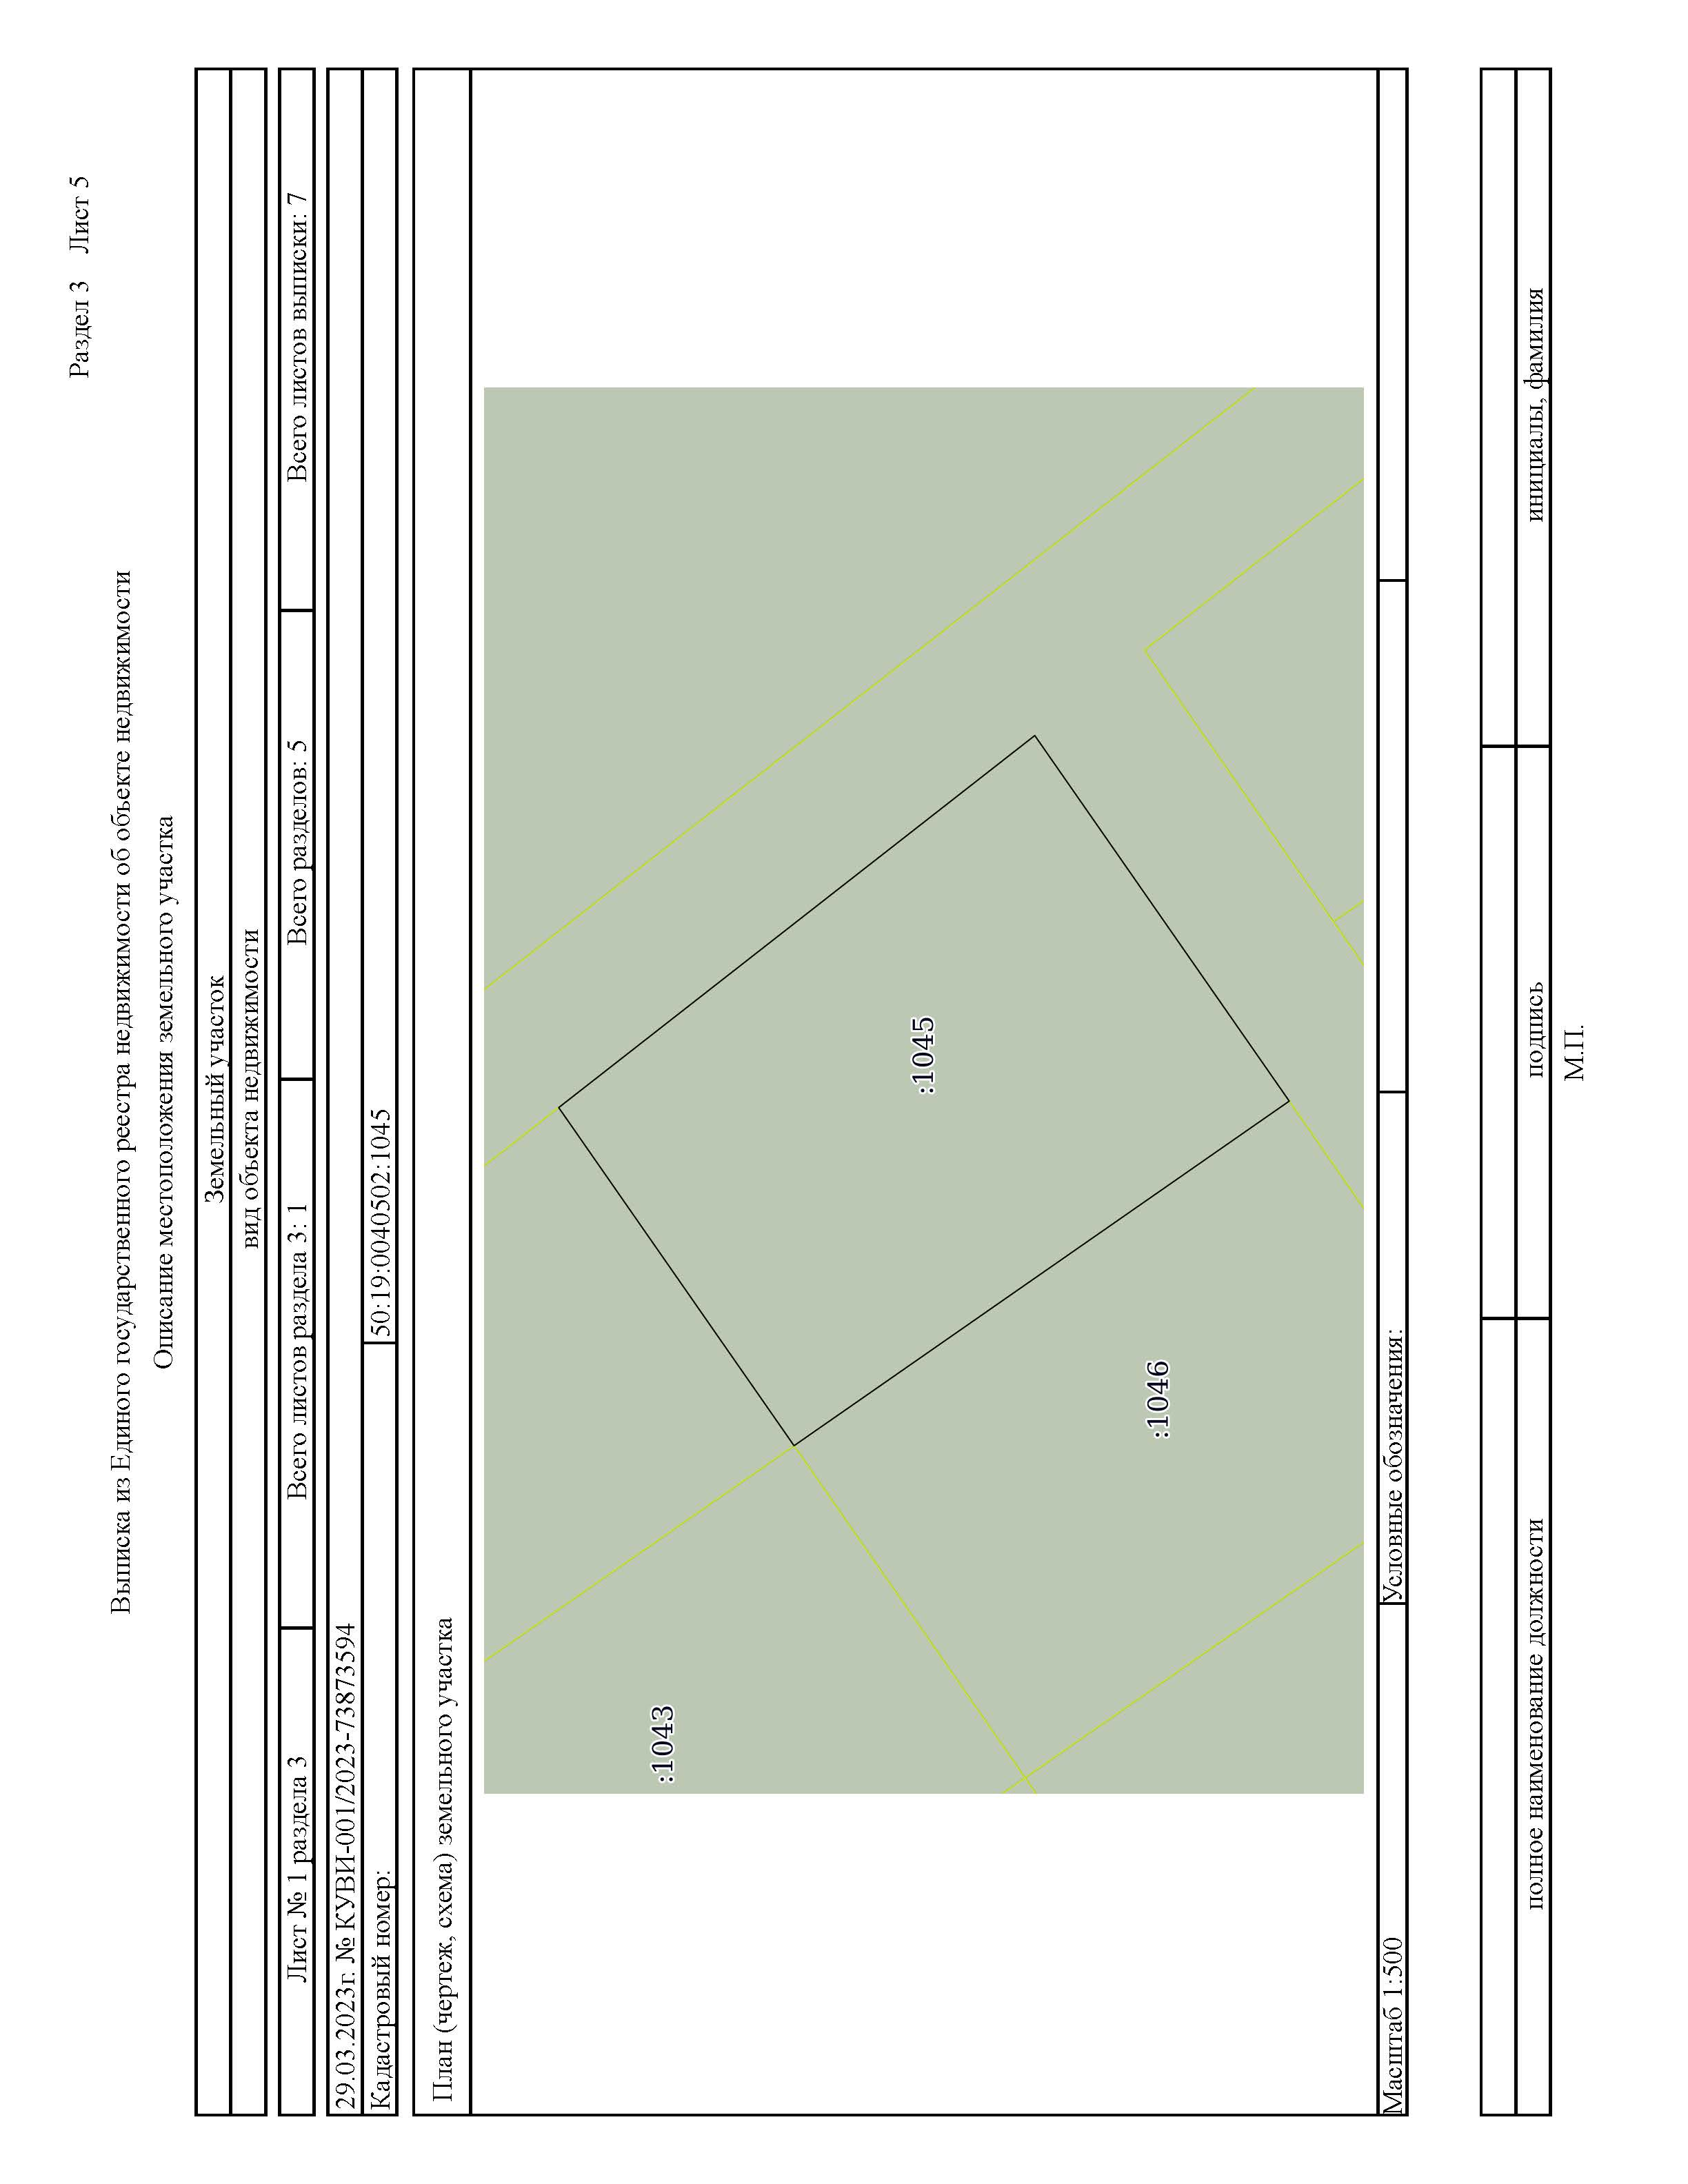 Раздел 3 Лист 5
Выписка из Единого государственного реестра недвижимости об объекте недвижимости
Описание местоположения земельного участка
Земельный участок
вид объекта недвижимости
Лист № 1 раздела 3 Всего листов раздела 3: 1 Всего разделов: 5 Всего листов выписки: 7
29.03.2023г. № КУВИ-001/2023-73873594
Кадастровый номер: 50:19:0040502:1045
План (чертеж, схема) земельного участка
:1043
:1045
:1046
Масштаб 1:500 Условные обозначения:
полное наименование должности подпись инициалы, фамилия
М.П.